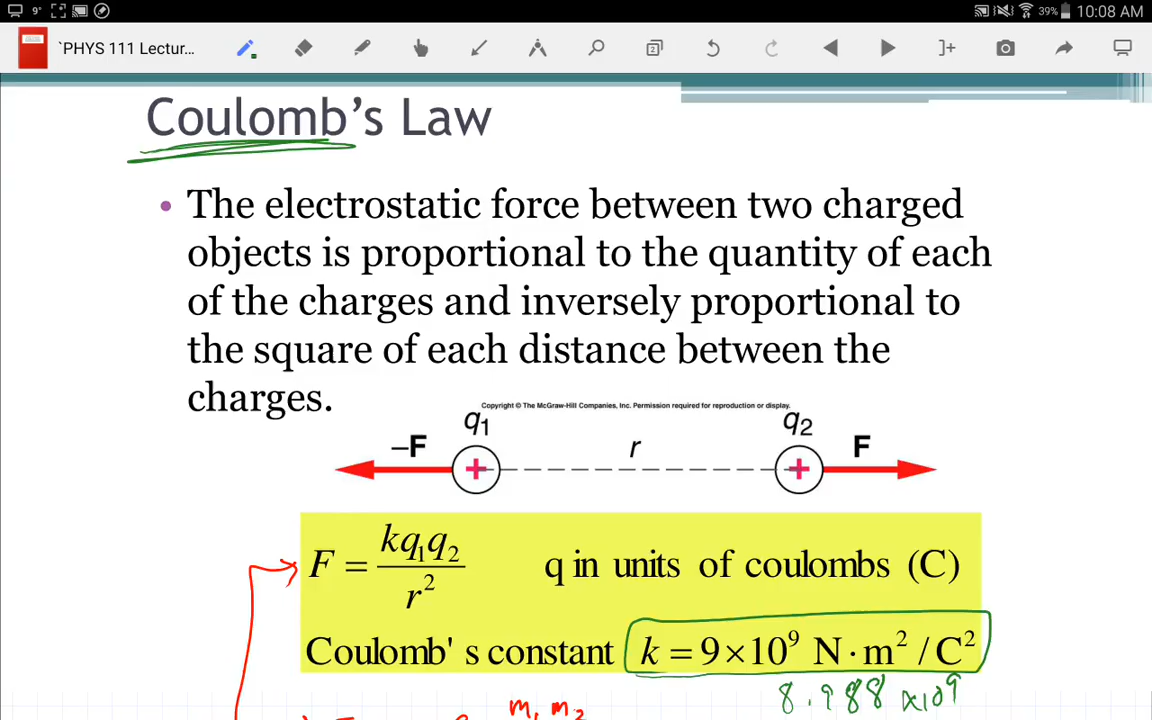 9° 39% 10:08 AM
`PHYS 111 Lectur... 2 ]+
Coulomb's Law
• The electrostatic force between two charged
objects is proportional to the quantity of each
of the charges and inversely proportional to
the square of each distance between the
charges.
Copyright © The McGraw-Hill Companies, Inc. Permission required for reproduction or display.
q₁ q₂
–F r F
+ +
F = kq₁q₂ / r² q in units of coulombs (C)
Coulomb' s constant k = 9×10⁹ N·m² / C²
8.988 x10⁹
m₁ m₂